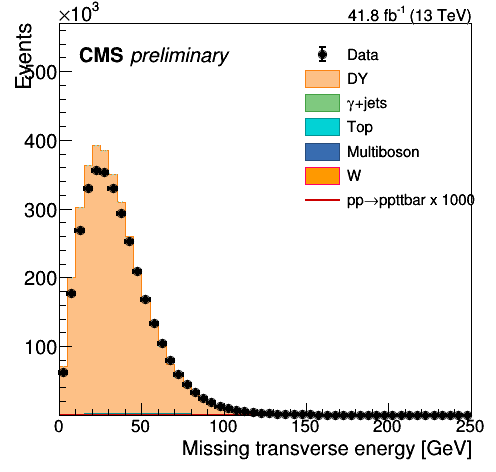 ×10³
41.8 fb⁻¹ (13 TeV)
Events
CMS preliminary
Data
DY
γ+jets
Top
Multiboson
W
pp→ppttbar x 1000
500
400
300
200
100
0 50 100 150 200 250
Missing transverse energy [GeV]